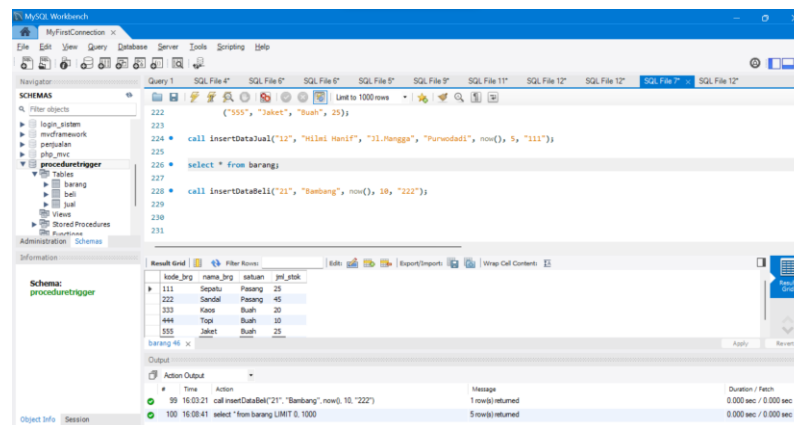 MySQL Workbench
MyFirstConnection
File Edit View Query Database Server Tools Scripting Help
Navigator
Query 1 SQL File 4* SQL File 6* SQL File 6* SQL File 5* SQL File 9* SQL File 11* SQL File 12* SQL File 12* SQL File 7* SQL File 12*
SCHEMAS
Limit to 1000 rows
Filter objects
login_sistem
mvcframework
penjualan
php_mvc
proceduretrigger
Tables
barang
beli
jual
Views
Stored Procedures
Functions
Administration Schemas
222 ("555", "Jaket", "Buah", 25);
223
224 call insertDataJual("12", "Hilmi Hanif", "Jl.Mangga", "Purwodadi", now(), 5, "111");
225
226 select * from barang;
227
228 call insertDataBeli("21", "Bambang", now(), 10, "222");
229
230
231
Information
Schema:
proceduretrigger
Result Grid Filter Rows: Edit: Export/Import: Wrap Cell Content:
kode_brg nama_brg satuan jml_stok
111 Sepatu Pasang 25
222 Sandal Pasang 45
333 Kaos Buah 20
444 Topi Buah 10
555 Jaket Buah 25
Result Grid
barang 46 Apply Revert
Output
Action Output
# Time Action Message Duration / Fetch
99 16:03:21 call insertDataBeli("21", "Bambang", now(), 10, "222") 1 row(s) returned 0.000 sec / 0.000 sec
100 16:08:41 select * from barang LIMIT 0, 1000 5 row(s) returned 0.000 sec / 0.000 sec
Object Info Session